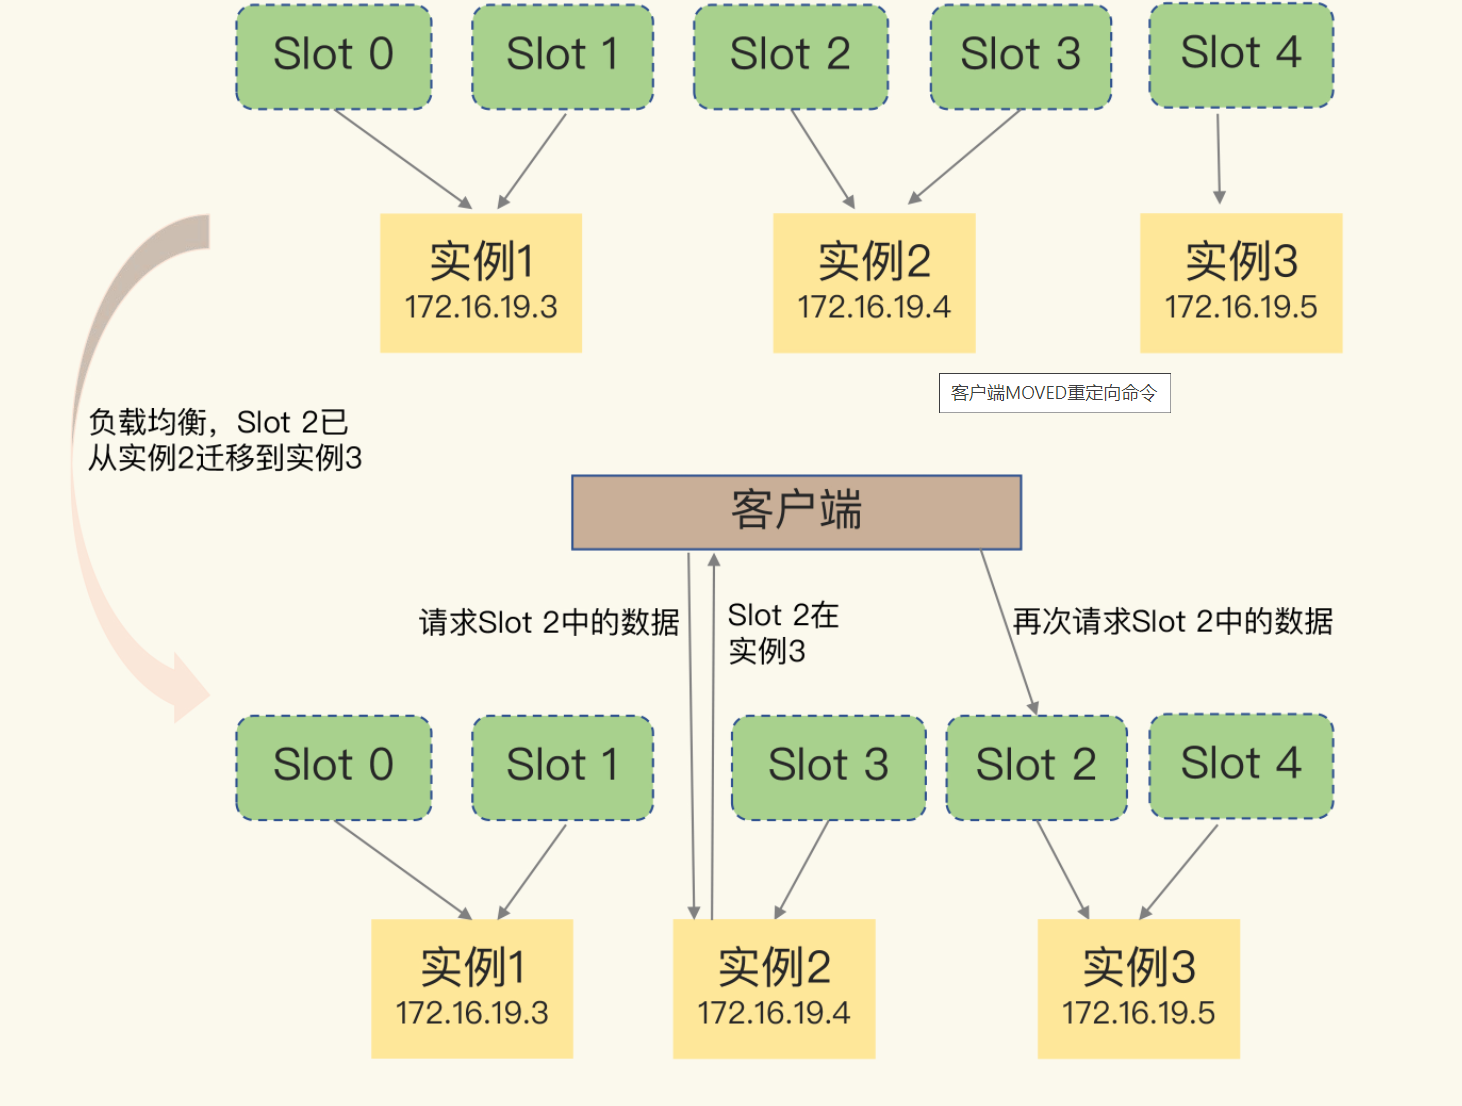 Slot 0
Slot 1
Slot 2
Slot 3
Slot 4
实例1
172.16.19.3
实例2
172.16.19.4
实例3
172.16.19.5
客户端MOVED重定向命令
负载均衡，Slot 2已
从实例2迁移到实例3
客户端
请求Slot 2中的数据
Slot 2在
实例3
再次请求Slot 2中的数据
Slot 0
Slot 1
Slot 3
Slot 2
Slot 4
实例1
172.16.19.3
实例2
172.16.19.4
实例3
172.16.19.5